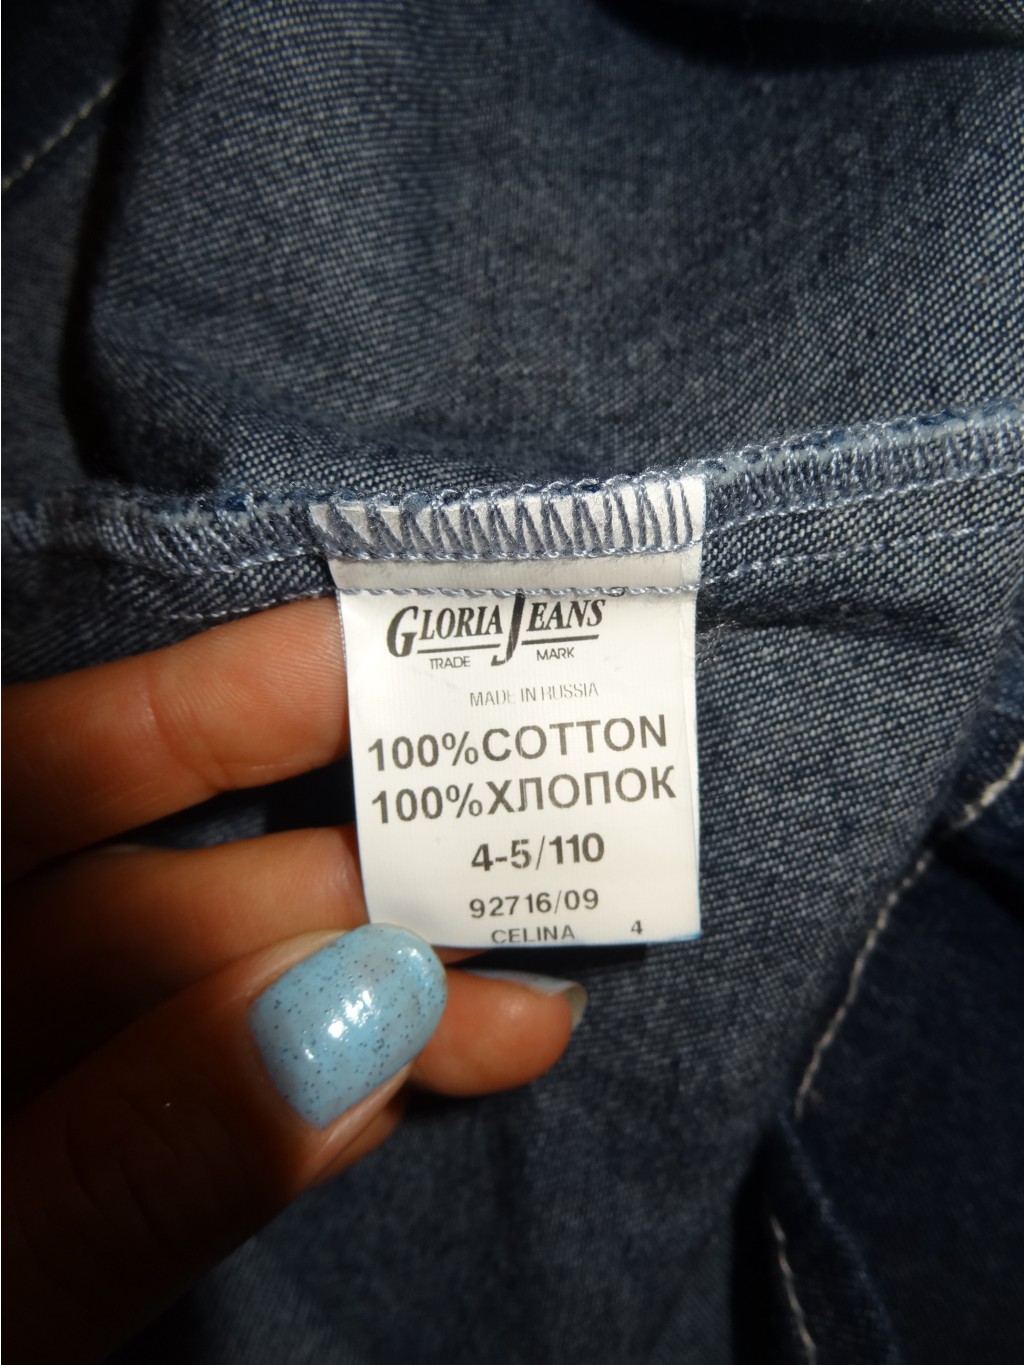 GLORIA JEANS
TRADE MARK
MADE IN RUSSIA
100%COTTON
100%ХЛОПОК
4-5/110
92716/09
CELINA 4